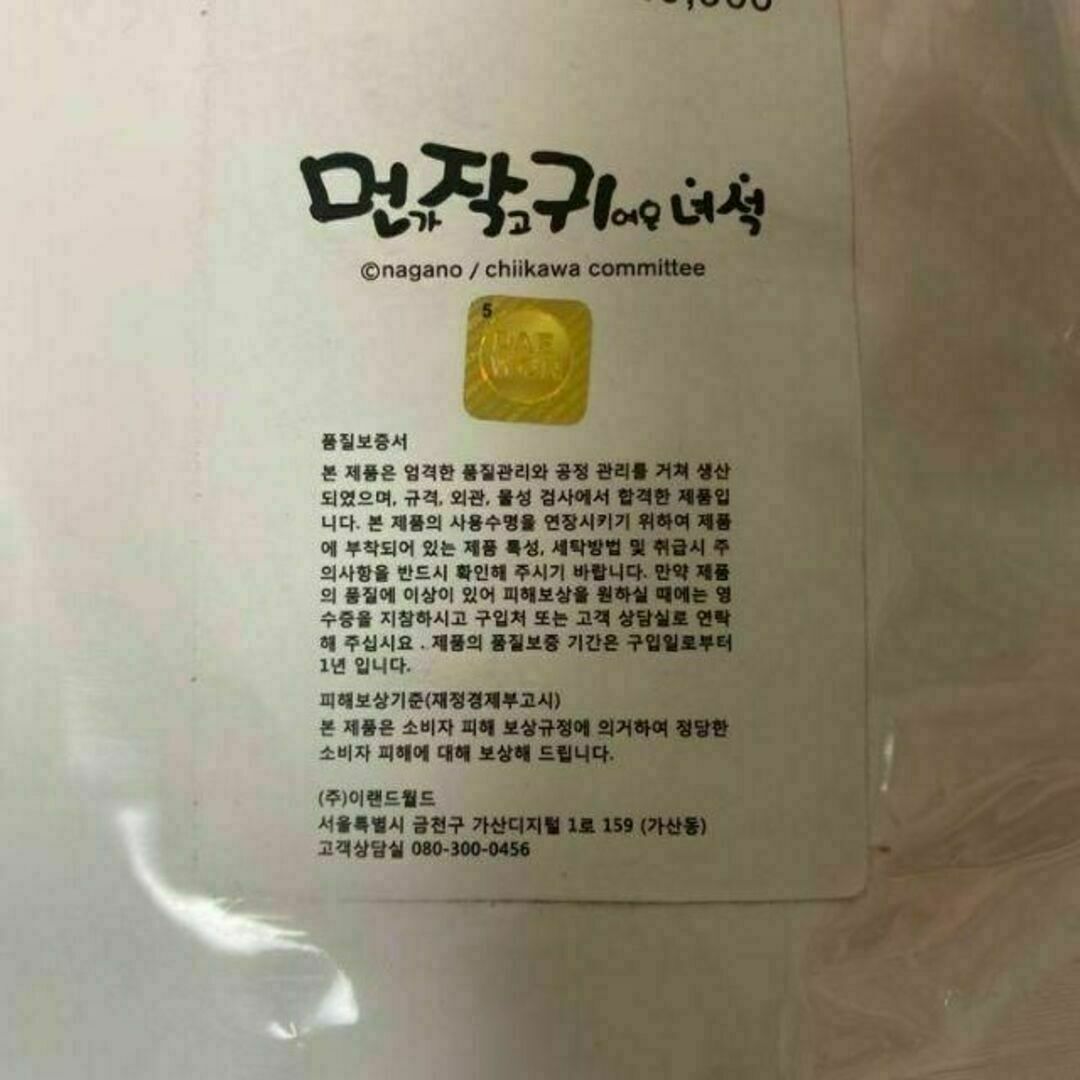 먼가 작고 귀여운 녀석
©nagano / chiikawa committee
5
HAE
WON
품질보증서
본 제품은 엄격한 품질관리와 공정 관리를 거쳐 생산
되였으며, 규격, 외관, 물성 검사에서 합격한 제품입
니다. 본 제품의 사용수명을 연장시키기 위하여 제품
에 부착되어 있는 제품 특성, 세탁방법 및 취급시 주
의사항을 반드시 확인해 주시기 바랍니다. 만약 제품
의 품질에 이상이 있어 피해보상을 원하실 때에는 영
수증을 지참하시고 구입처 또는 고객 상담실로 연락
해 주십시요 . 제품의 품질보증 기간은 구입일로부터
1년 입니다.
피해보상기준(재정경제부고시)
본 제품은 소비자 피해 보상규정에 의거하여 정당한
소비자 피해에 대해 보상해 드립니다.
(주)이랜드월드
서울특별시 금천구 가산디지털 1로 159 (가산동)
고객상담실 080-300-0456